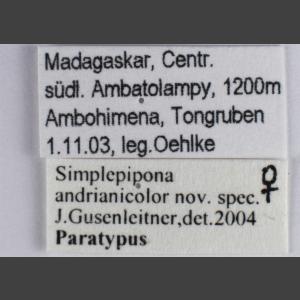 Madagaskar, Centr.
südl. Ambatolampy, 1200m
Ambohimena, Tongruben
1.11.03, leg.Oehlke
Simplepipona
andrianicolor nov. spec. ♀
J.Gusenleitner,det.2004
Paratypus